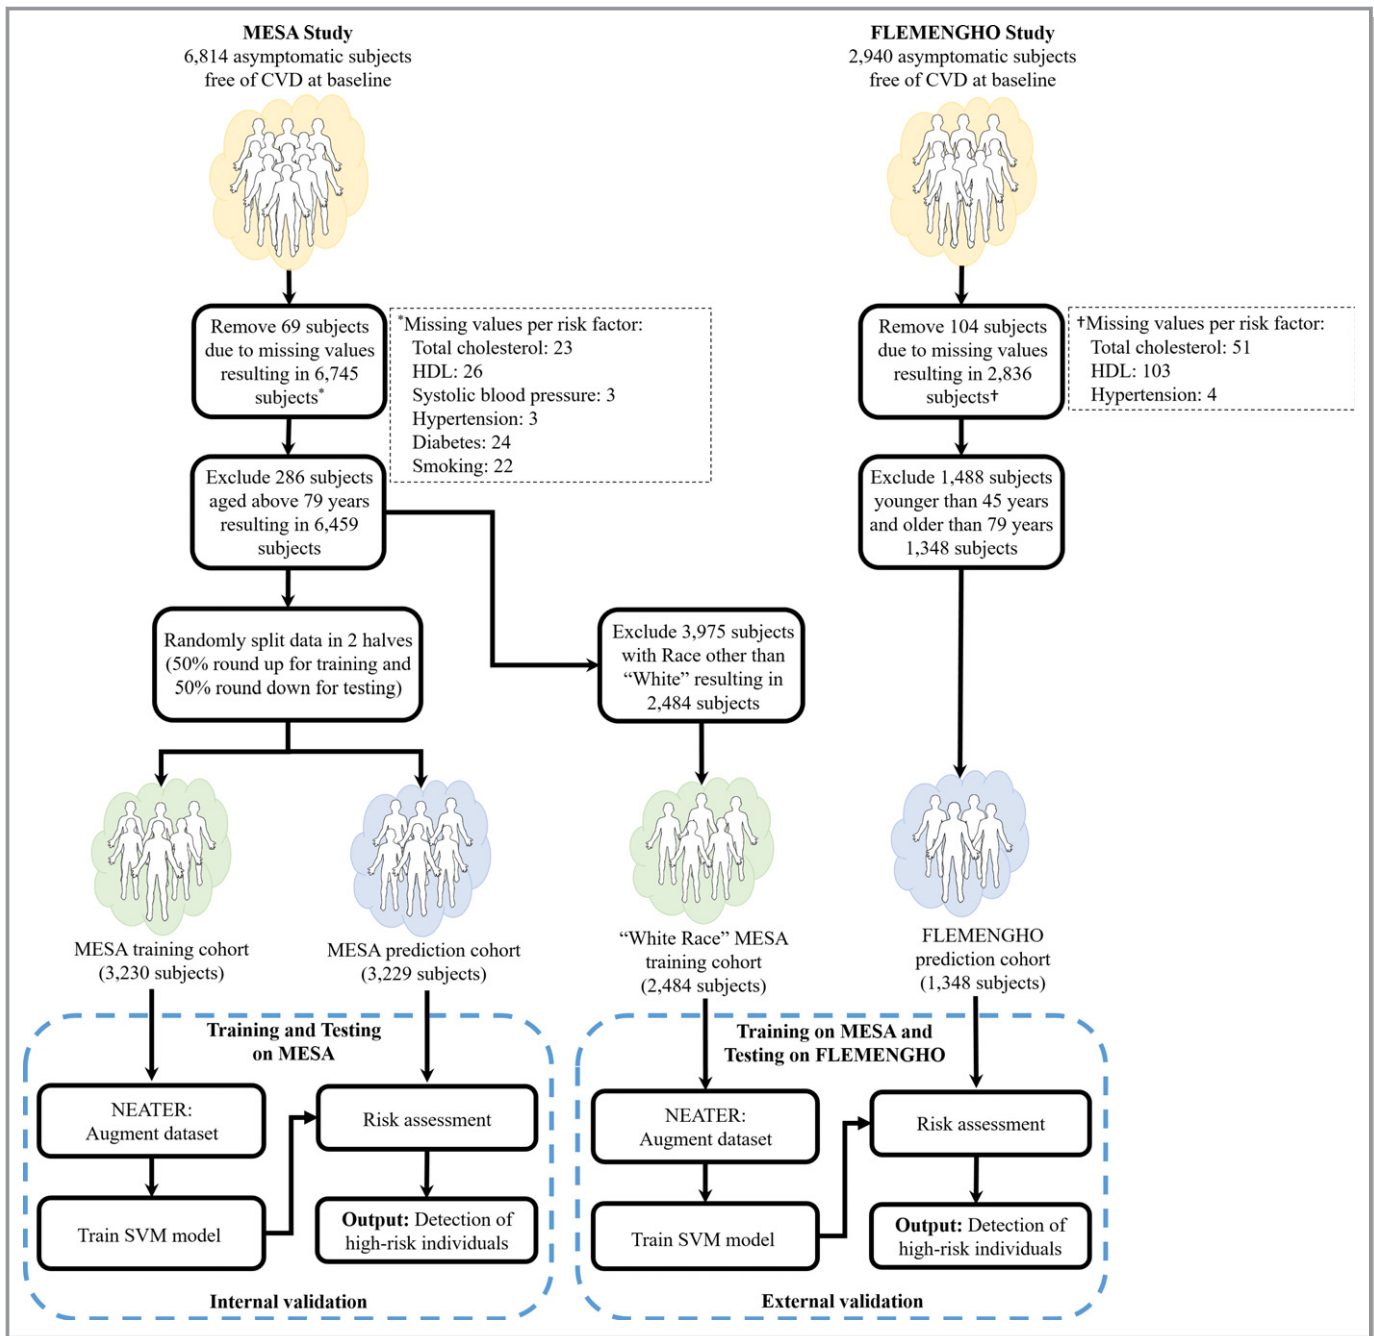 MESA Study
6,814 asymptomatic subjects
free of CVD at baseline
FLEMENGHO Study
2,940 asymptomatic subjects
free of CVD at baseline
Remove 69 subjects
due to missing values
resulting in 6,745
subjects*
*Missing values per risk factor:
Total cholesterol: 23
HDL: 26
Systolic blood pressure: 3
Hypertension: 3
Diabetes: 24
Smoking: 22
Remove 104 subjects
due to missing values
resulting in 2,836
subjects†
†Missing values per risk factor:
Total cholesterol: 51
HDL: 103
Hypertension: 4
Exclude 286 subjects
aged above 79 years
resulting in 6,459
subjects
Exclude 1,488 subjects
younger than 45 years
and older than 79 years
1,348 subjects
Randomly split data in 2 halves
(50% round up for training and
50% round down for testing)
Exclude 3,975 subjects
with Race other than
“White” resulting in
2,484 subjects
MESA training cohort
(3,230 subjects)
MESA prediction cohort
(3,229 subjects)
“White Race” MESA
training cohort
(2,484 subjects)
FLEMENGHO
prediction cohort
(1,348 subjects)
Training and Testing
on MESA
NEATER:
Augment dataset
Risk assessment
Train SVM model
Output: Detection of
high-risk individuals
Internal validation
Training on MESA and
Testing on FLEMENGHO
NEATER:
Augment dataset
Risk assessment
Train SVM model
Output: Detection of
high-risk individuals
External validation